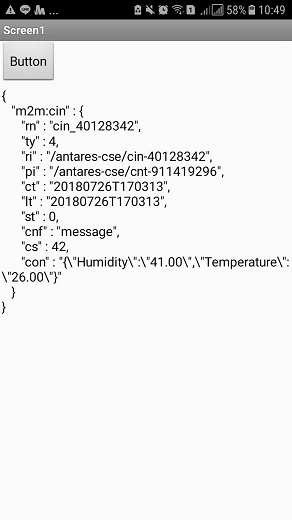 ... 58% 10:49
Screen1
Button
{
"m2m:cin" : {
"rn" : "cin_40128342",
"ty" : 4,
"ri" : "/antares-cse/cin-40128342",
"pi" : "/antares-cse/cnt-911419296",
"ct" : "20180726T170313",
"lt" : "20180726T170313",
"st" : 0,
"cnf" : "message",
"cs" : 42,
"con" : "{\"Humidity\":\"41.00\",\"Temperature\":
\"26.00\"}"
}
}